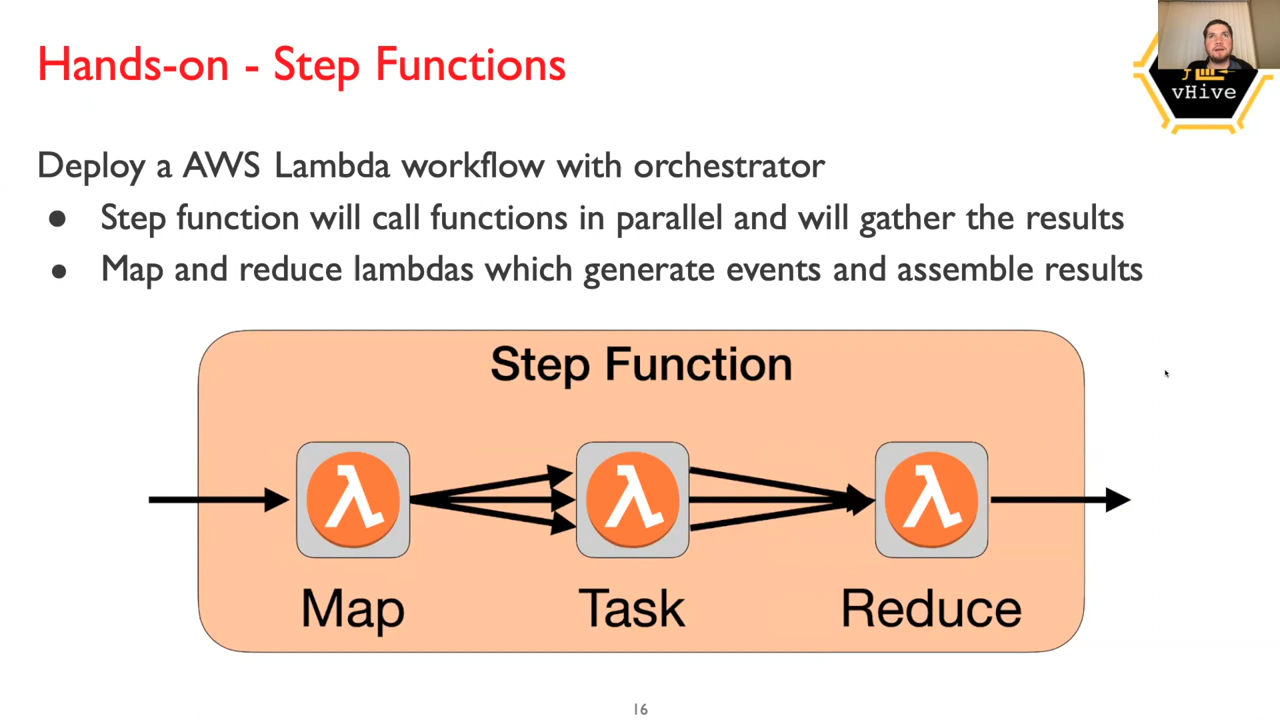 Hands-on - Step Functions
vHive
Deploy a AWS Lambda workflow with orchestrator
● Step function will call functions in parallel and will gather the results
● Map and reduce lambdas which generate events and assemble results
Step Function
λ λ λ
Map Task Reduce
16